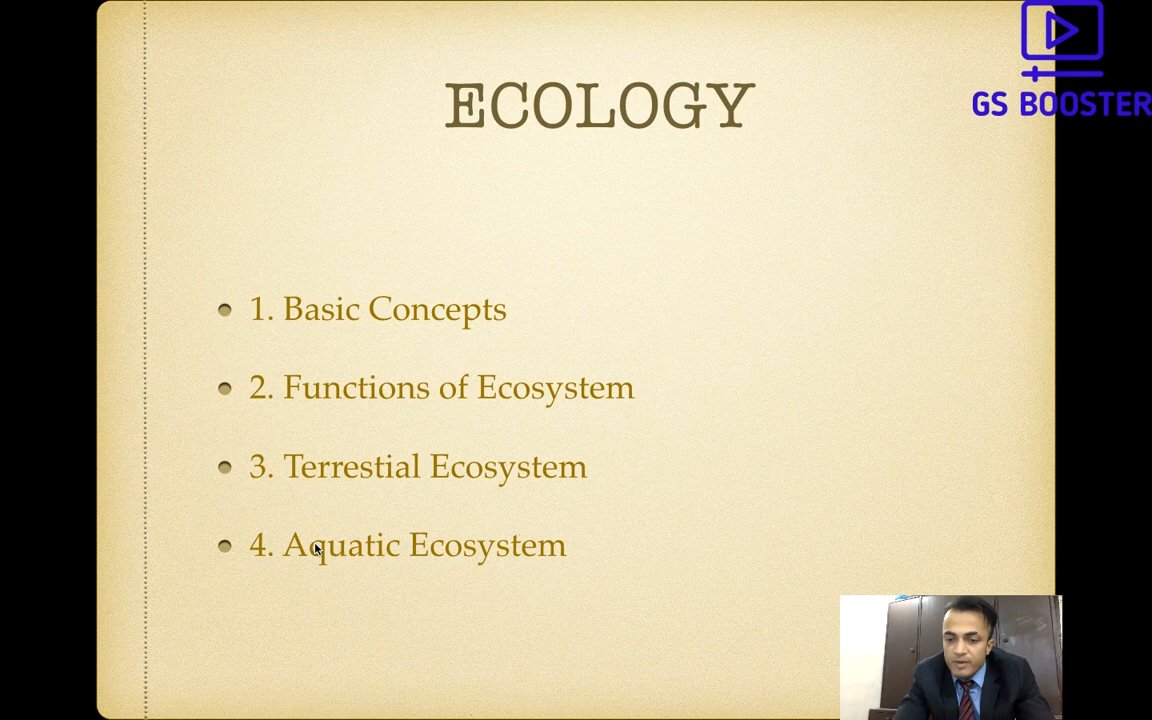 GS BOOSTER
ECOLOGY
1. Basic Concepts
2. Functions of Ecosystem
3. Terrestial Ecosystem
4. Aquatic Ecosystem